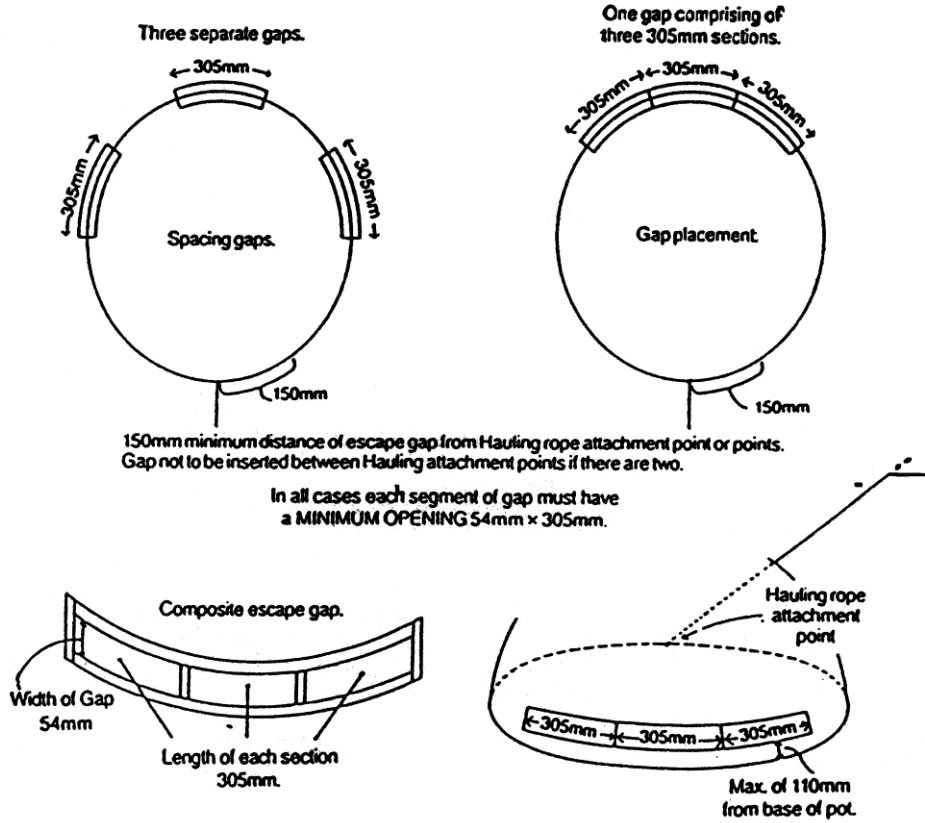 Three separate gaps.
305mm
305mm
305mm
Spacing gaps.
150mm
One gap comprising of
three 305mm sections.
305mm
305mm
305mm
Gap placement.
150mm
150mm minimum distance of escape gap from Hauling rope attachment point or points.
Gap not to be inserted between Hauling attachment points if there are two.
In all cases each segment of gap must have
a MINIMUM OPENING 54mm × 305mm.
Composite escape gap.
Width of Gap
54mm
Length of each section
305mm.
Hauling rope
attachment
point
305mm
305mm
305mm
Max. of 110mm
from base of pot.